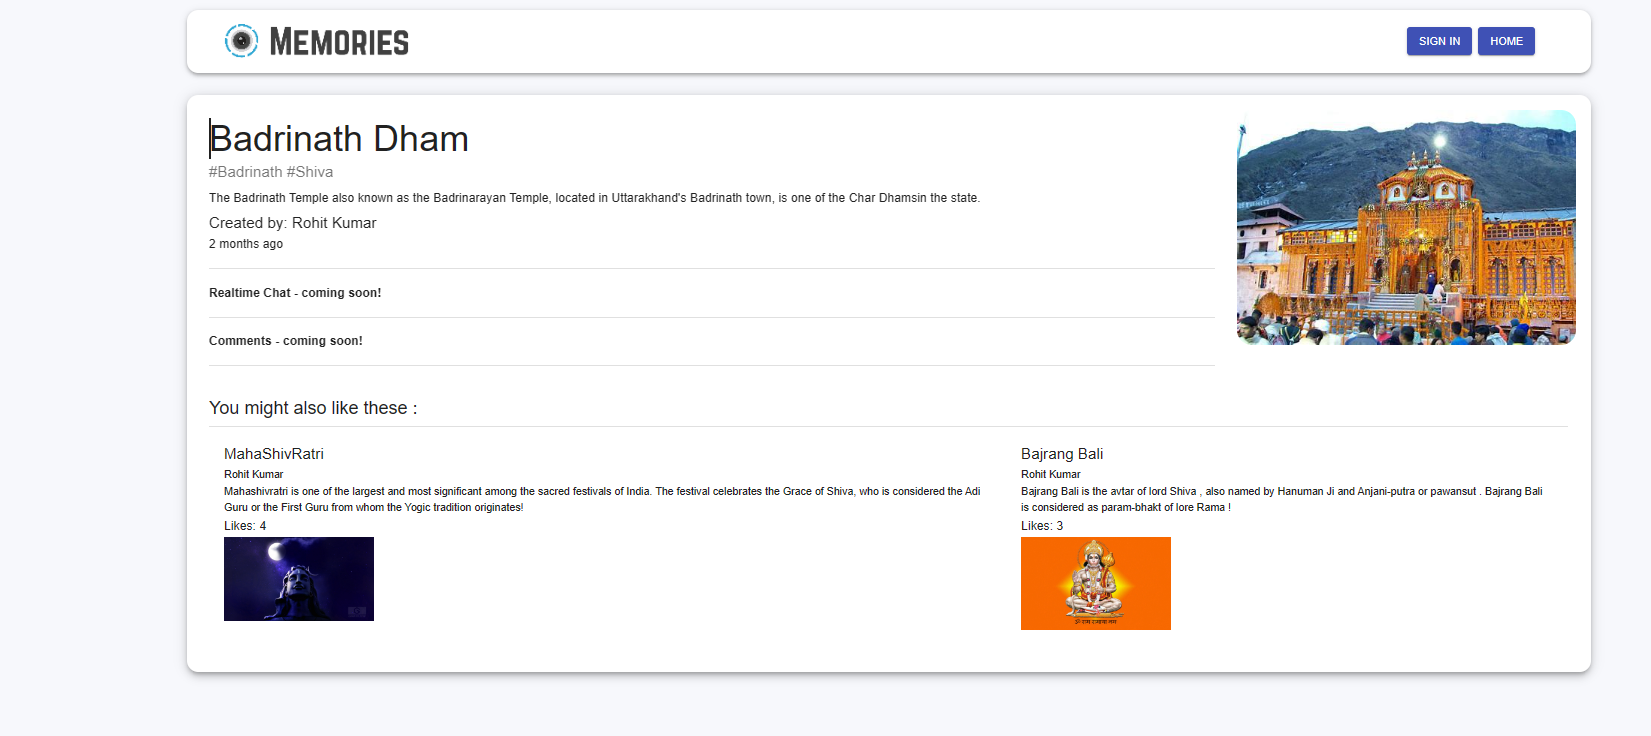 MEMORIES
SIGN IN
HOME
Badrinath Dham
#Badrinath #Shiva
The Badrinath Temple also known as the Badrinarayan Temple, located in Uttarakhand's Badrinath town, is one of the Char Dhamsin the state.
Created by: Rohit Kumar
2 months ago
Realtime Chat - coming soon!
Comments - coming soon!
You might also like these :
MahaShivRatri
Rohit Kumar
Mahashivratri is one of the largest and most significant among the sacred festivals of India. The festival celebrates the Grace of Shiva, who is considered the Adi
Guru or the First Guru from whom the Yogic tradition originates!
Likes: 4
Bajrang Bali
Rohit Kumar
Bajrang Bali is the avtar of lord Shiva , also named by Hanuman Ji and Anjani-putra or pawansut . Bajrang Bali
is considered as param-bhakt of lore Rama !
Likes: 3